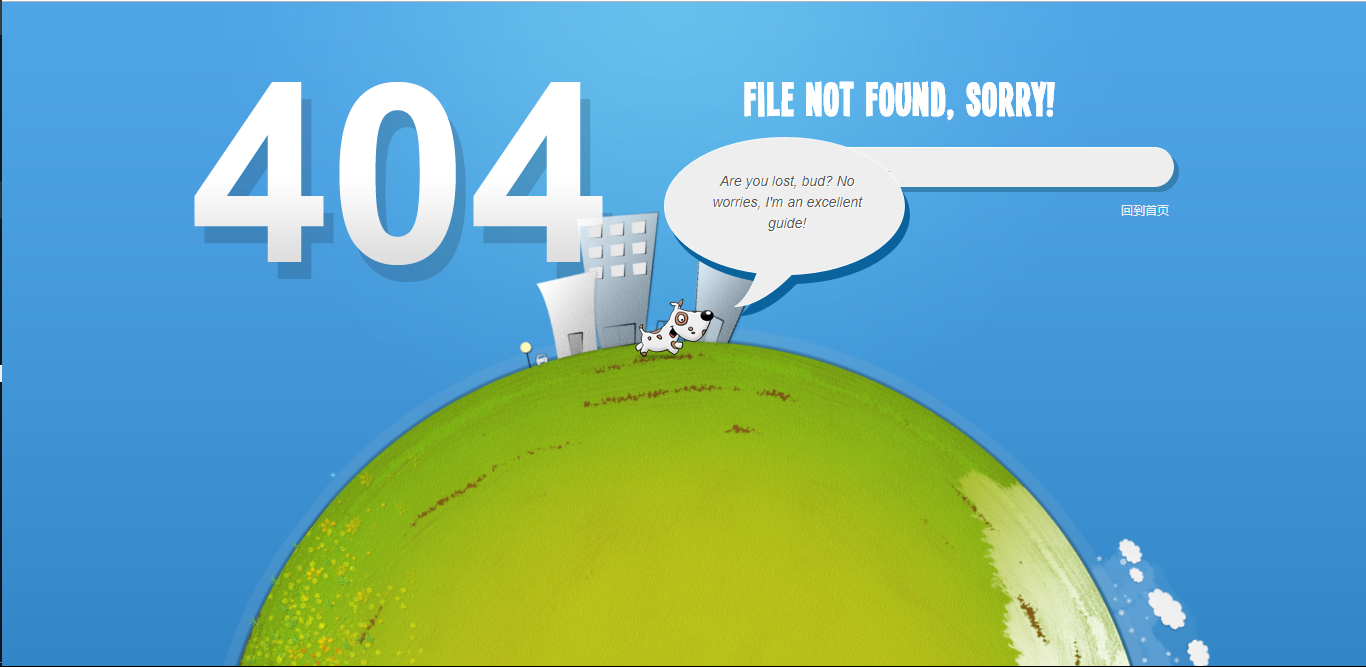 404
FILE NOT FOUND, SORRY!
Are you lost, bud? No
worries, I'm an excellent
guide!
回到首页